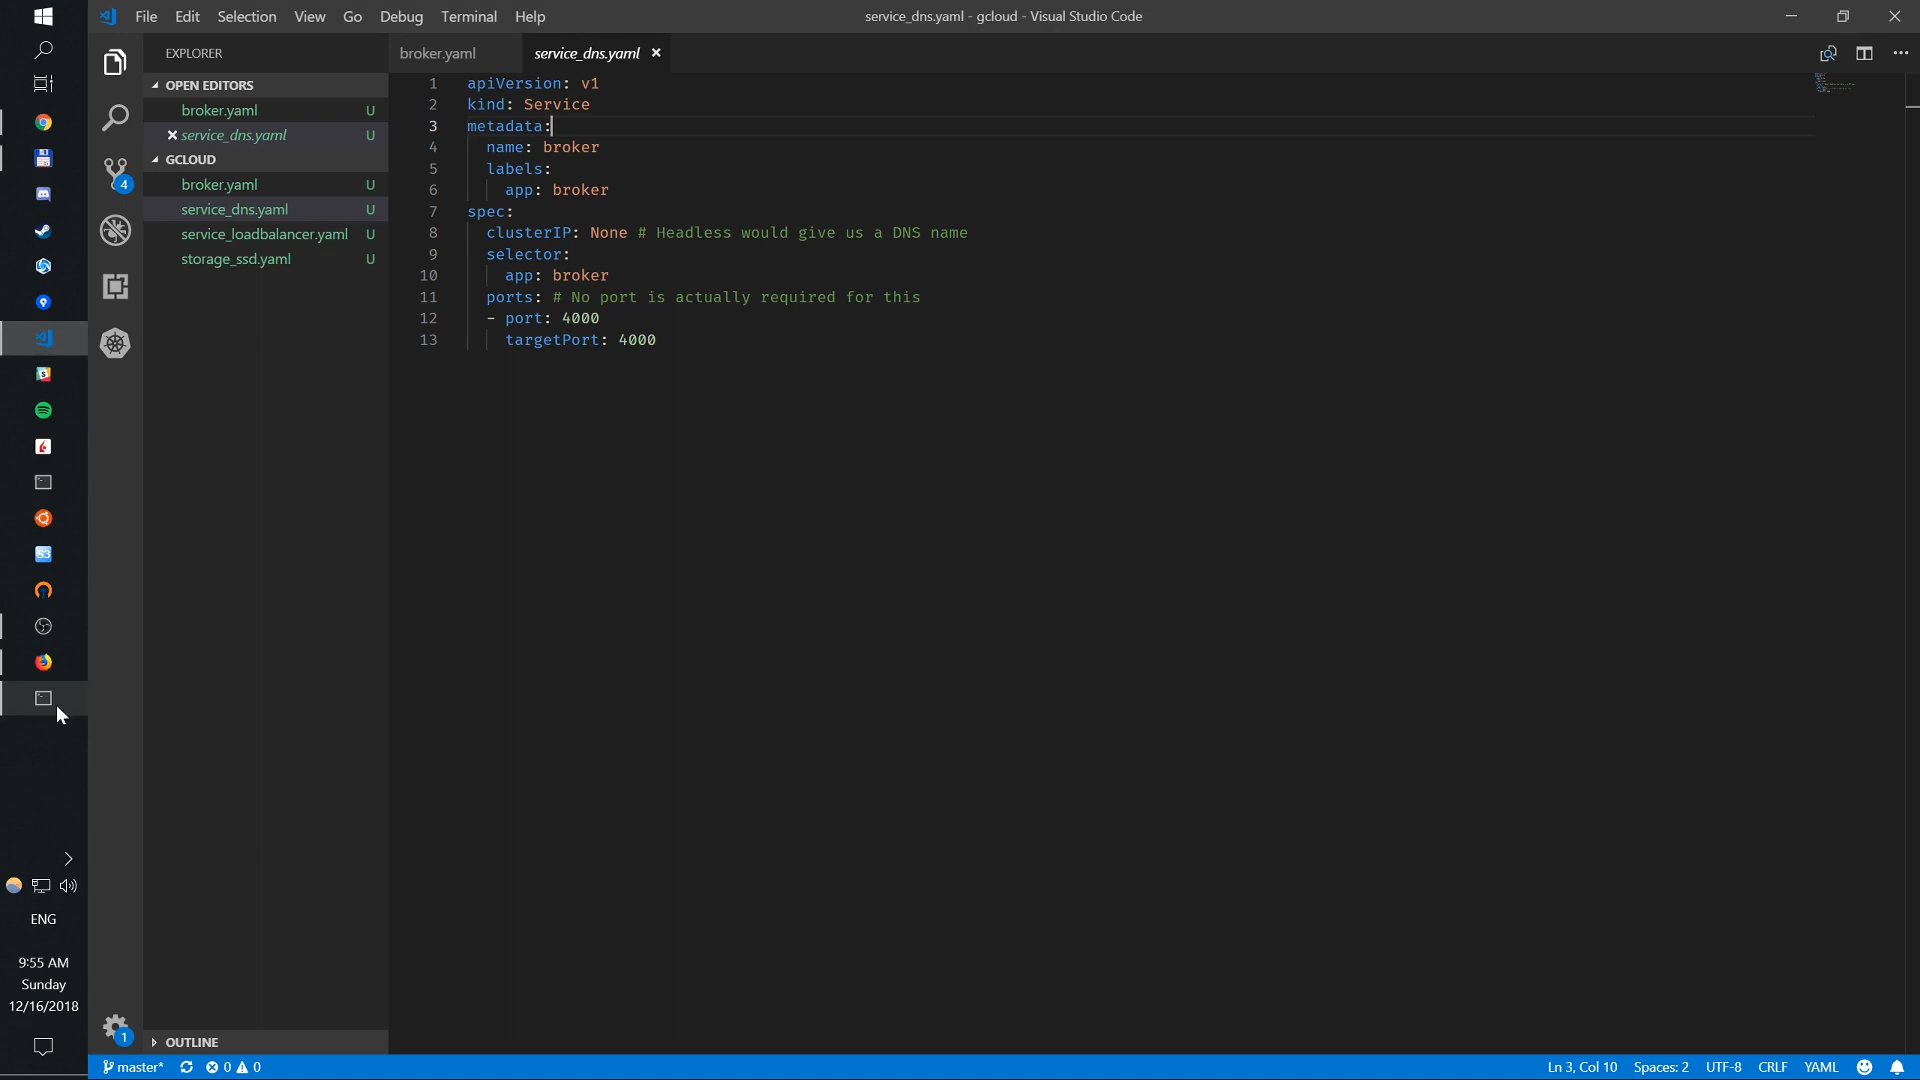 File Edit Selection View Go Debug Terminal Help
service_dns.yaml - gcloud - Visual Studio Code
EXPLORER
OPEN EDITORS
broker.yaml U
service_dns.yaml U
GCLOUD
broker.yaml U
service_dns.yaml U
service_loadbalancer.yaml U
storage_ssd.yaml U
OUTLINE
broker.yaml
service_dns.yaml
1 apiVersion: v1
2 kind: Service
3 metadata:
4 name: broker
5 labels:
6 app: broker
7 spec:
8 clusterIP: None # Headless would give us a DNS name
9 selector:
10 app: broker
11 ports: # No port is actually required for this
12 - port: 4000
13 targetPort: 4000
4
S3
1
ENG
9:55 AM
Sunday
12/16/2018
master* 0 0
Ln 3, Col 10 Spaces: 2 UTF-8 CRLF YAML